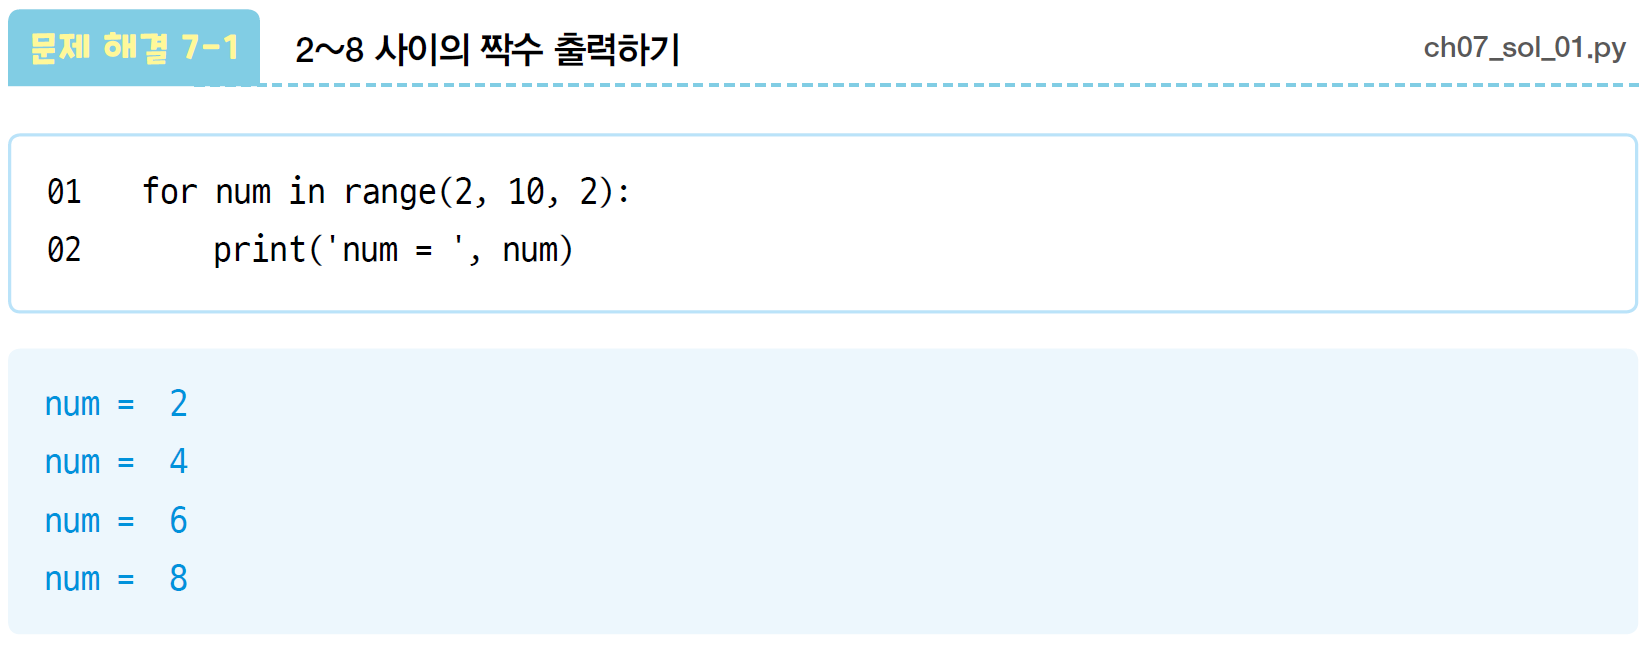 문제 해결 7-1 2~8 사이의 짝수 출력하기 ch07_sol_01.py
01 for num in range(2, 10, 2):
02     print('num = ', num)
num =  2
num =  4
num =  6
num =  8